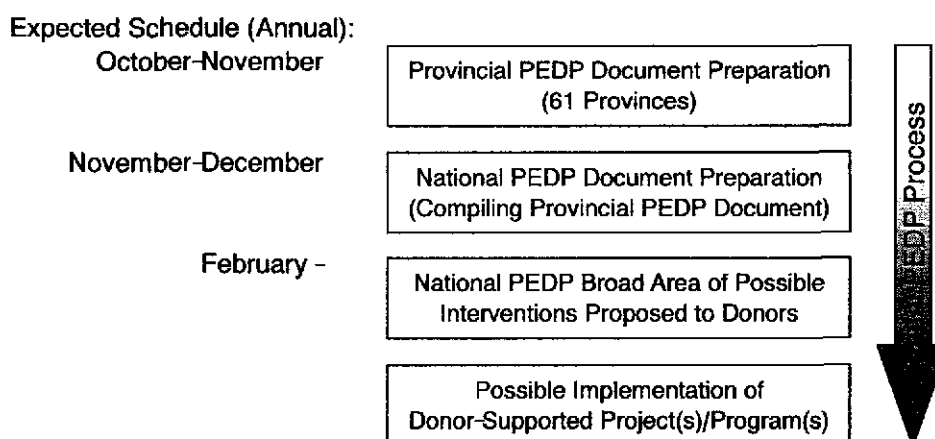 Expected Schedule (Annual):
October-November
Provincial PEDP Document Preparation
(61 Provinces)
November-December
National PEDP Document Preparation
(Compiling Provincial PEDP Document)
February -
National PEDP Broad Area of Possible
Interventions Proposed to Donors
Possible Implementation of
Donor-Supported Project(s)/Program(s)
EDP Process